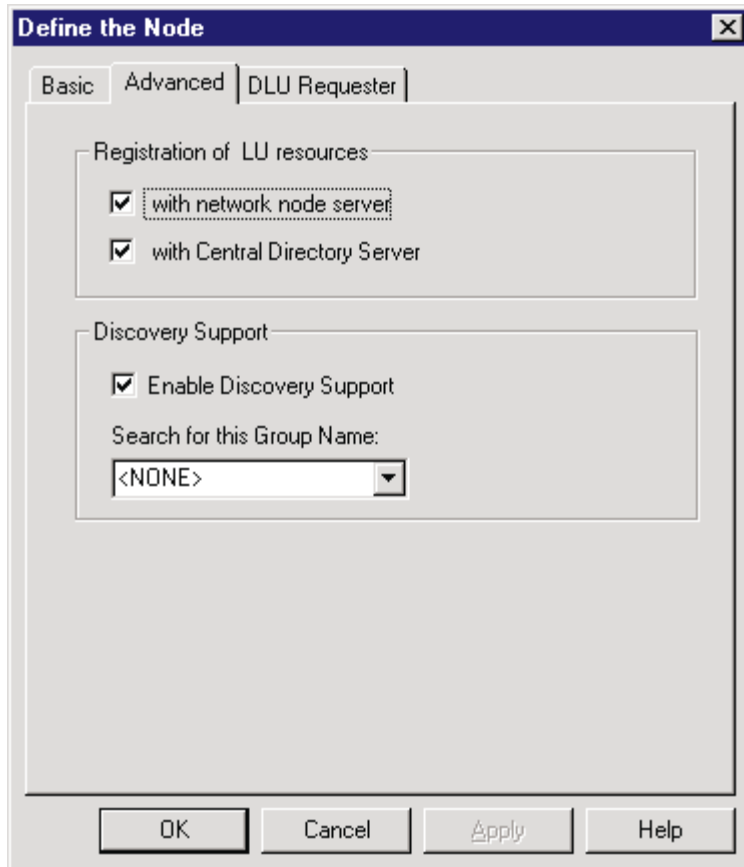 Define the Node
Basic Advanced DLU Requester
Registration of LU resources
with network node server
with Central Directory Server
Discovery Support
Enable Discovery Support
Search for this Group Name:
<NONE>
OK Cancel Apply Help